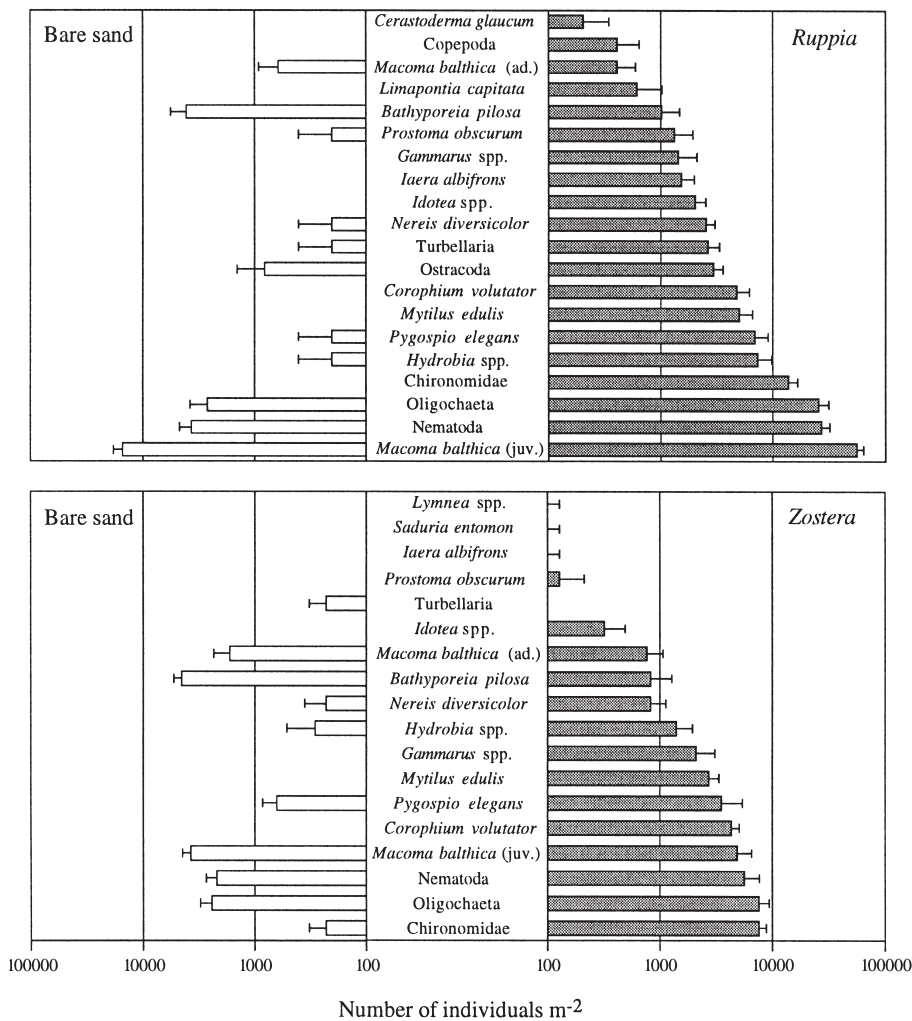 Bare sand
Ruppia
Cerastoderma glaucum
Copepoda
Macoma balthica (ad.)
Limapontia capitata
Bathyporeia pilosa
Prostoma obscurum
Gammarus spp.
Iaera albifrons
Idotea spp.
Nereis diversicolor
Turbellaria
Ostracoda
Corophium volutator
Mytilus edulis
Pygospio elegans
Hydrobia spp.
Chironomidae
Oligochaeta
Nematoda
Macoma balthica (juv.)
Bare sand
Zostera
Lymnea spp.
Saduria entomon
Iaera albifrons
Prostoma obscurum
Turbellaria
Idotea spp.
Macoma balthica (ad.)
Bathyporeia pilosa
Nereis diversicolor
Hydrobia spp.
Gammarus spp.
Mytilus edulis
Pygospio elegans
Corophium volutator
Macoma balthica (juv.)
Nematoda
Oligochaeta
Chironomidae
100000 10000 1000 100 100 1000 10000 100000
Number of individuals m-2